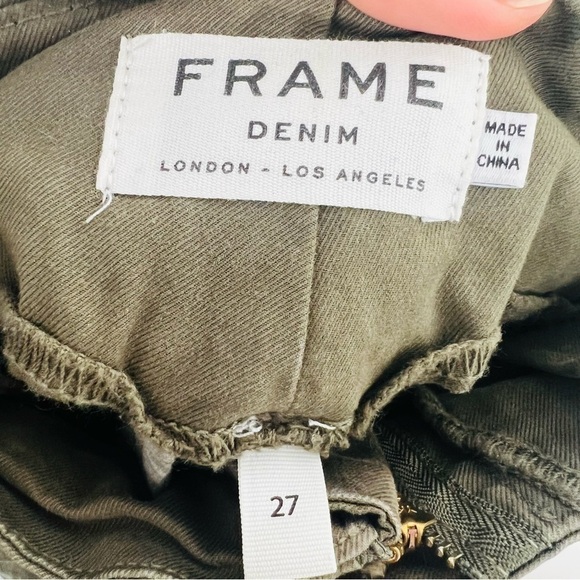 FRAME
DENIM
LONDON - LOS ANGELES
MADE
IN
CHINA
27